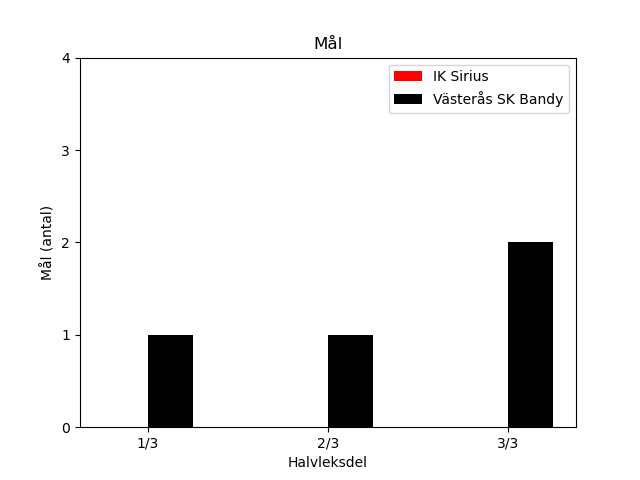 Mål
IK Sirius
Västerås SK Bandy
4
3
2
1
0
Mål (antal)
1/3
2/3
3/3
Halvleksdel